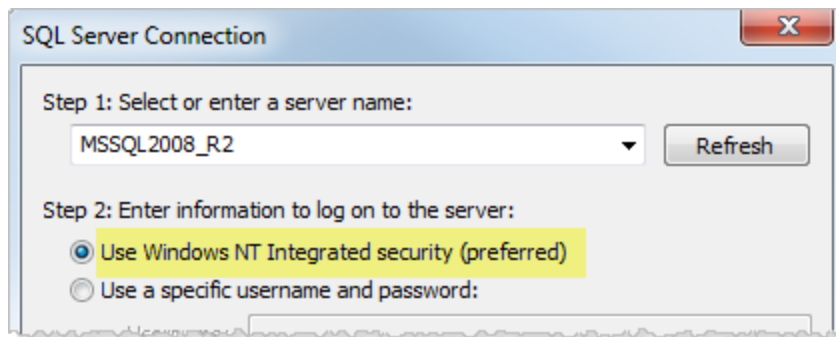 SQL Server Connection
Step 1: Select or enter a server name:
MSSQL2008_R2
Refresh
Step 2: Enter information to log on to the server:
Use Windows NT Integrated security (preferred)
Use a specific username and password: